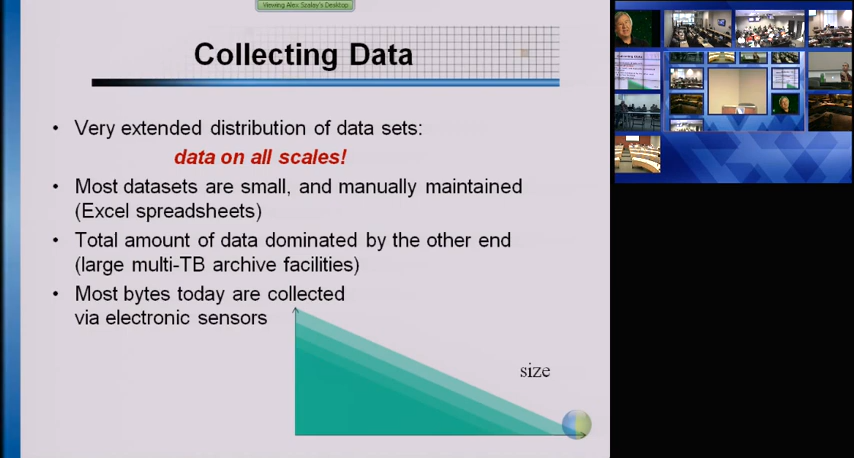 Viewing Alex Szalay's Desktop
Collecting Data
• Very extended distribution of data sets:
data on all scales!
• Most datasets are small, and manually maintained
(Excel spreadsheets)
• Total amount of data dominated by the other end
(large multi-TB archive facilities)
• Most bytes today are collected
via electronic sensors
size